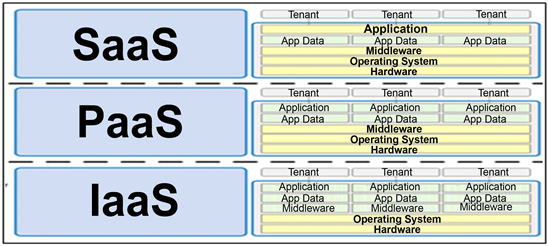 SaaS
Tenant Tenant Tenant
Application
App Data App Data App Data
Middleware
Operating System
Hardware
PaaS
Tenant Tenant Tenant
Application Application Application
App Data App Data App Data
Middleware
Operating System
Hardware
IaaS
Tenant Tenant Tenant
Application Application Application
App Data App Data App Data
Middleware Middleware Middleware
Operating System
Hardware